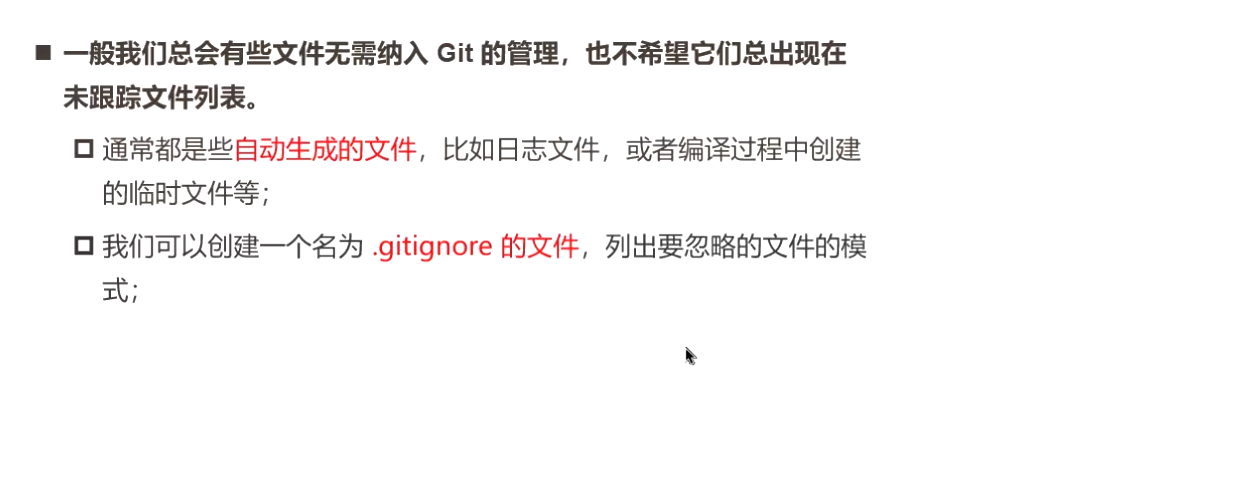 一般我们总会有些文件无需纳入 Git 的管理，也不希望它们总出现在
未跟踪文件列表。
通常都是些自动生成的文件，比如日志文件，或者编译过程中创建
的临时文件等；
我们可以创建一个名为 .gitignore 的文件，列出要忽略的文件的模
式；